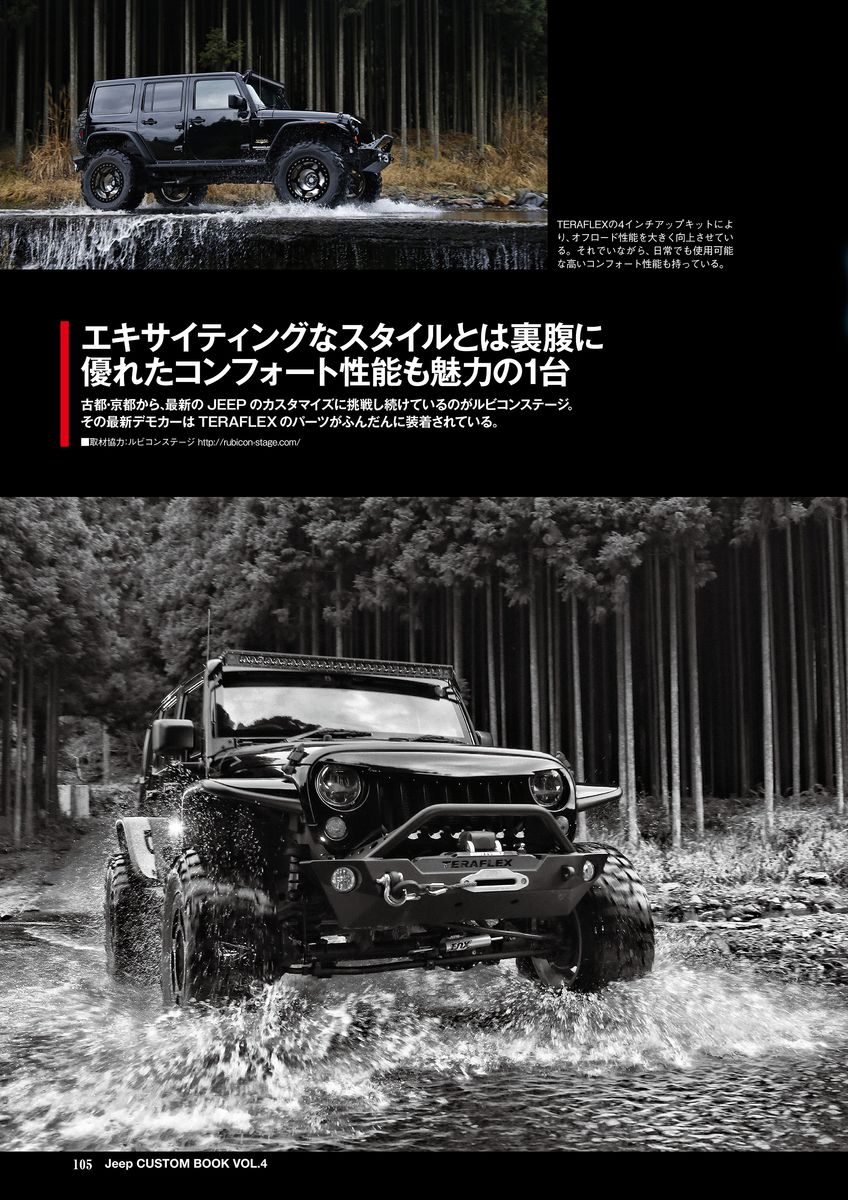 TERAFLEXの4インチアップキットによ
り、オフロード性能を大きく向上させてい
る。それでいながら、日常でも使用可能
な高いコンフォート性能も持っている。
エキサイティングなスタイルとは裏腹に
優れたコンフォート性能も魅力の1台
古都・京都から、最新の JEEP のカスタマイズに挑戦し続けているのがルビコンステージ。
その最新デモカーは TERAFLEX のパーツがふんだんに装着されている。
■取材協力：ルビコンステージ http://rubicon-stage.com/
TERAFLEX
FOX
105 Jeep CUSTOM BOOK VOL.4